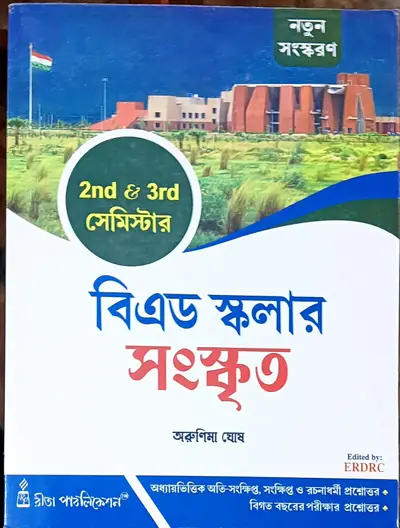 নতুন
সংস্করণ
2nd & 3rd
সেমিস্টার
বিএড স্কলার
সংস্কৃত
অরুণিমা ঘোষ
Edited by:
ERDRC
অধ্যায়ভিত্তিক অতি-সংক্ষিপ্ত, সংক্ষিপ্ত ও রচনাধর্মী প্রশ্নোত্তর
বিগত বছরের পরীক্ষার প্রশ্নোত্তর
রীতা পাবলিকেশন™